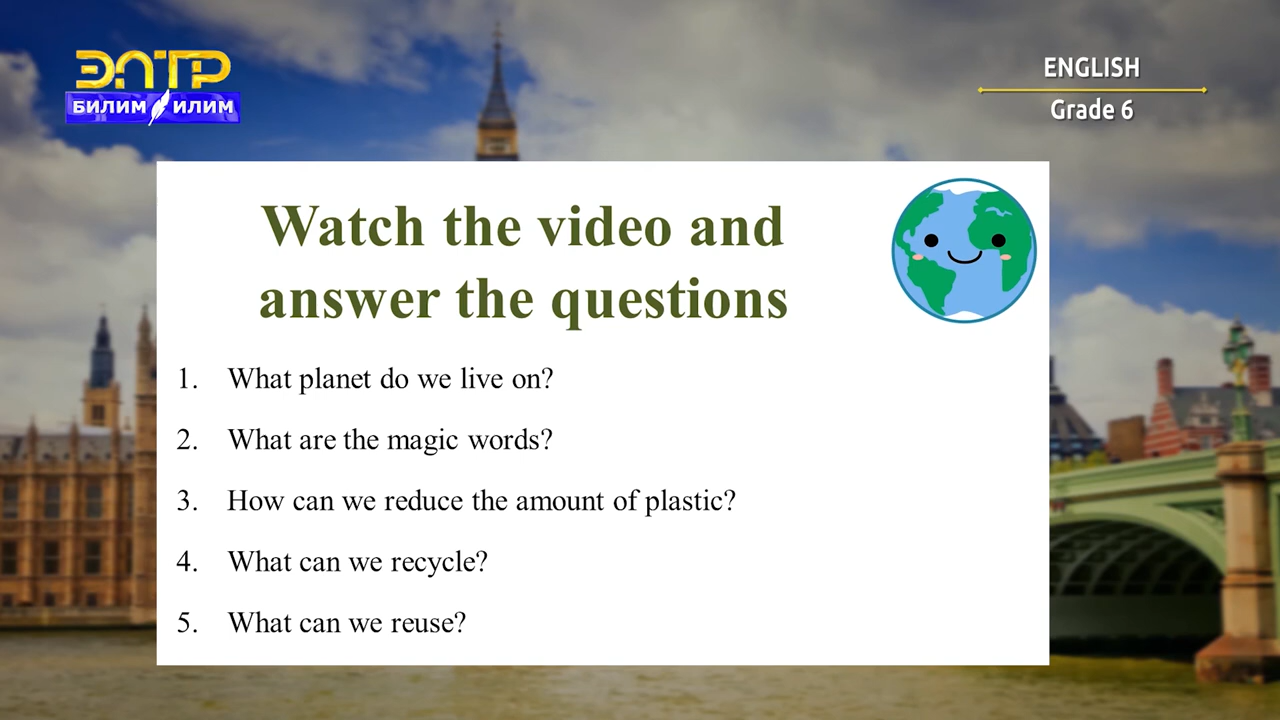 ЭЛТР
БИЛИМ ИЛИМ
ENGLISH
Grade 6
Watch the video and
answer the questions
1. What planet do we live on?
2. What are the magic words?
3. How can we reduce the amount of plastic?
4. What can we recycle?
5. What can we reuse?